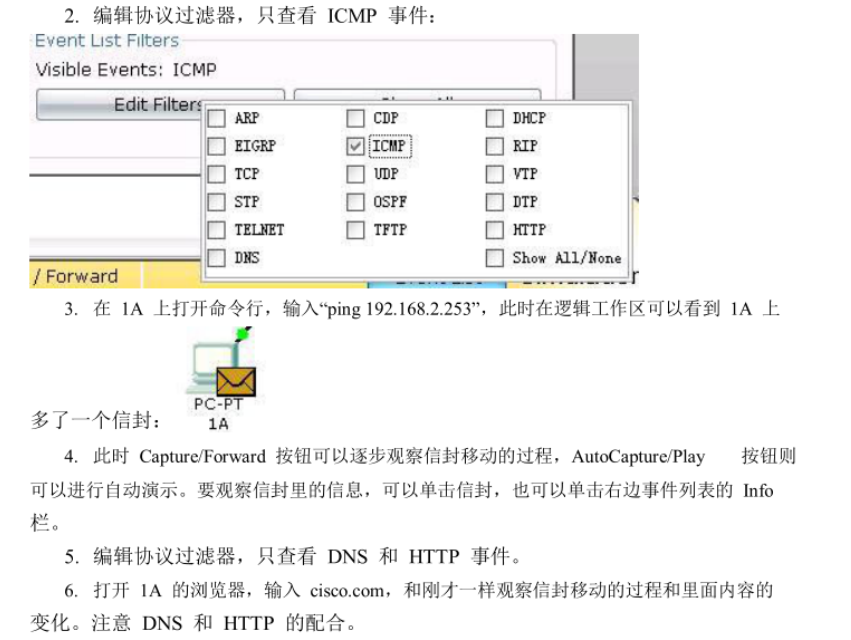 2. 编辑协议过滤器，只查看 ICMP 事件：
Event List Filters
Visible Events: ICMP
Edit Filters
ARP CDP DHCP
EIGRP ICMP RIP
TCP UDP VTP
STP OSPF DTP
TELNET TFTP HTTP
DNS Show All/None
/ Forward
3. 在 1A 上打开命令行，输入“ping 192.168.2.253”，此时在逻辑工作区可以看到 1A 上
PC-PT
1A
多了一个信封：
4. 此时 Capture/Forward 按钮可以逐步观察信封移动的过程，AutoCapture/Play 按钮则
可以进行自动演示。要观察信封里的信息，可以单击信封，也可以单击右边事件列表的 Info
栏。
5. 编辑协议过滤器，只查看 DNS 和 HTTP 事件。
6. 打开 1A 的浏览器，输入 cisco.com，和刚才一样观察信封移动的过程和里面内容的
变化。注意 DNS 和 HTTP 的配合。